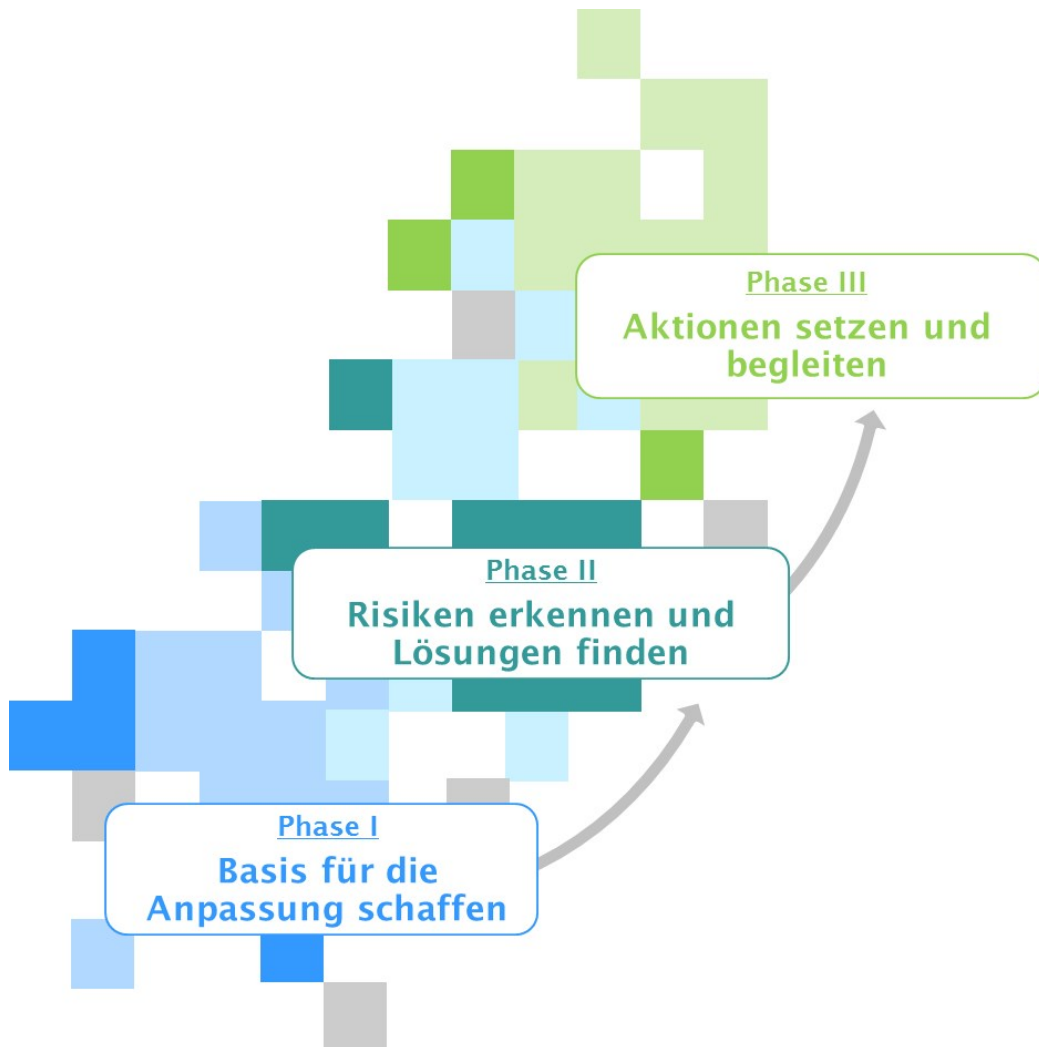 Phase III
Aktionen setzen und
begleiten
Phase II
Risiken erkennen und
Lösungen finden
Phase I
Basis für die
Anpassung schaffen